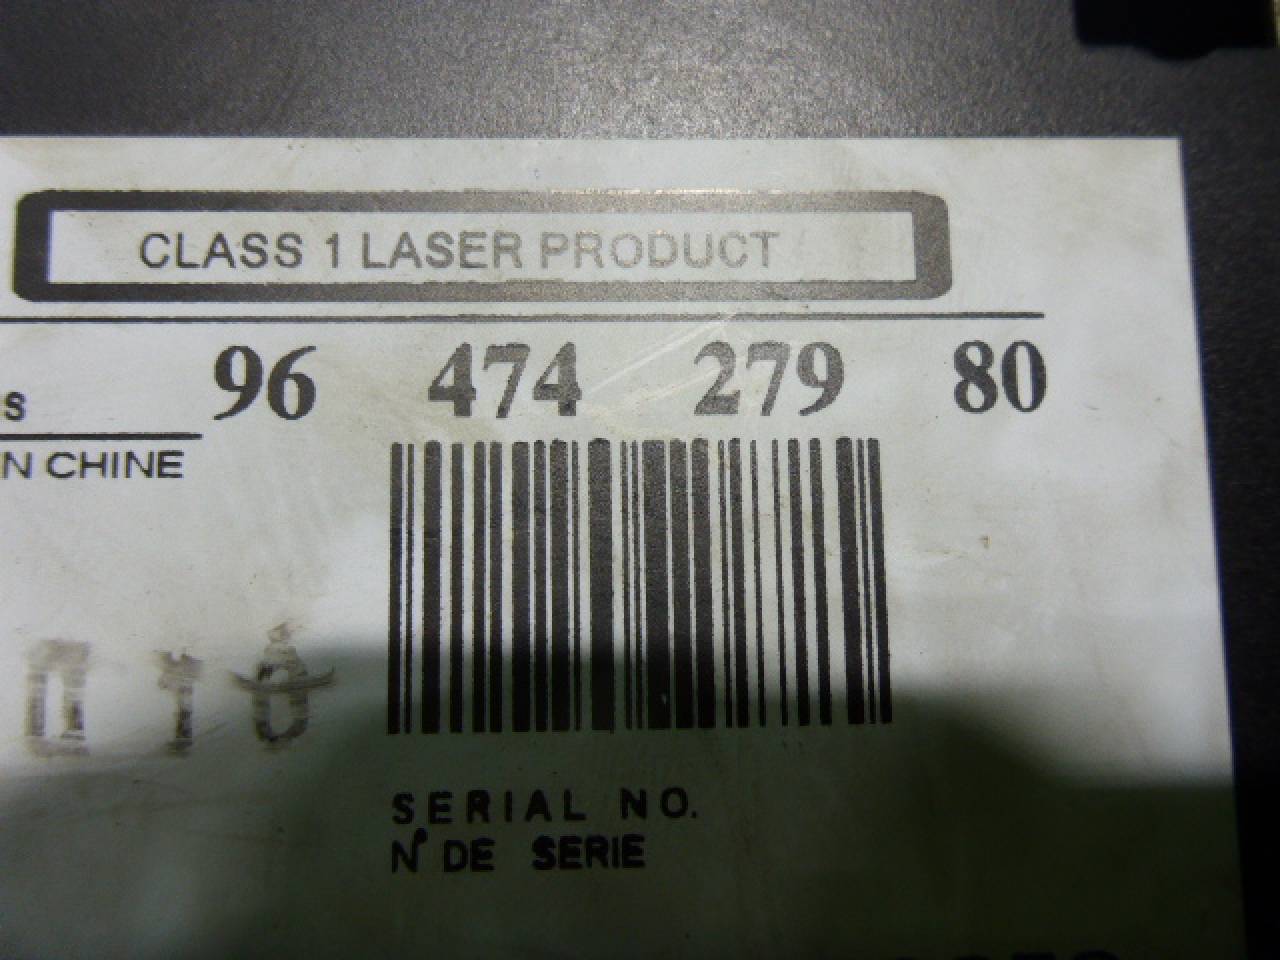 CLASS 1 LASER PRODUCT
96 474 279 80
S
N CHINE
SERIAL NO.
N° DE SERIE